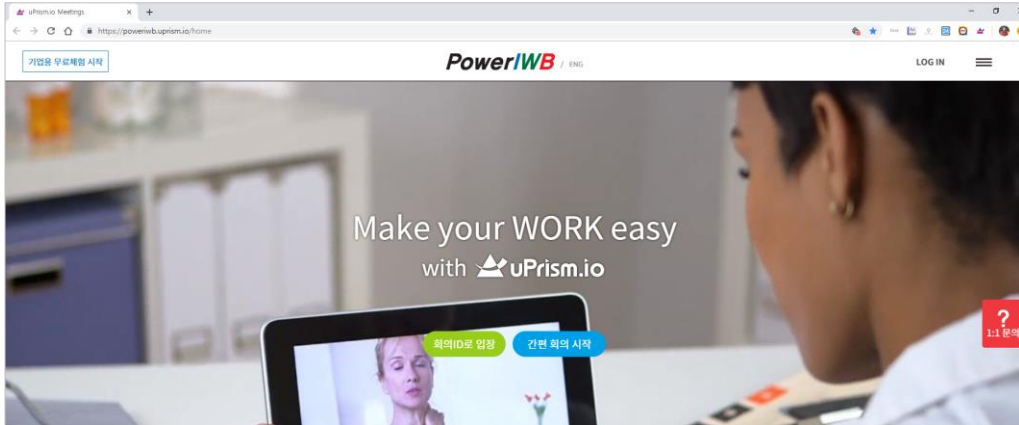 uPrism.io Meetings
https://poweriwb.uprism.io/home
기업용 무료체험 시작
PowerIWB / ENG
LOG IN
Make your WORK easy
with uPrism.io
회의ID로 입장
간편 회의 시작
?
1:1 문의